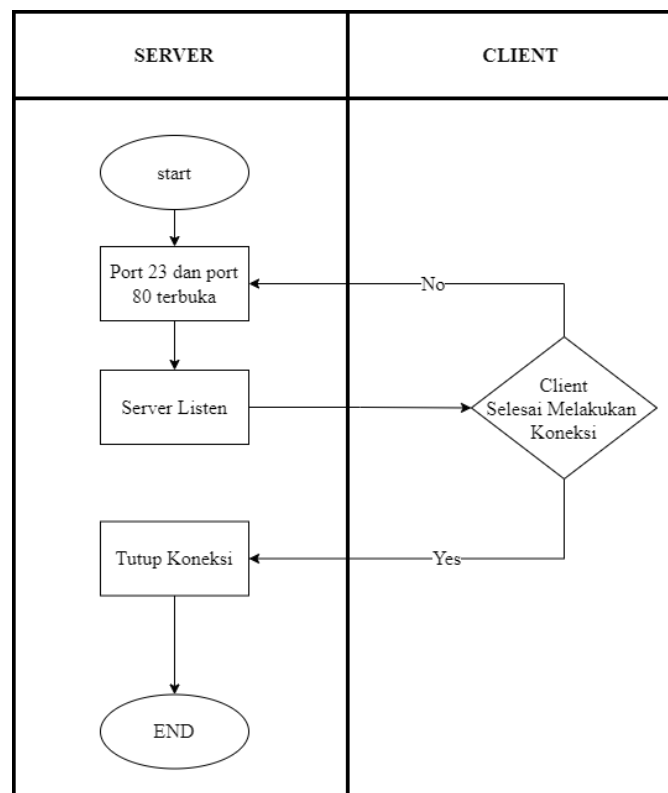 SERVER
CLIENT
start
Port 23 dan port
80 terbuka
No
Server Listen
Client
Selesai Melakukan
Koneksi
Tutup Koneksi
Yes
END